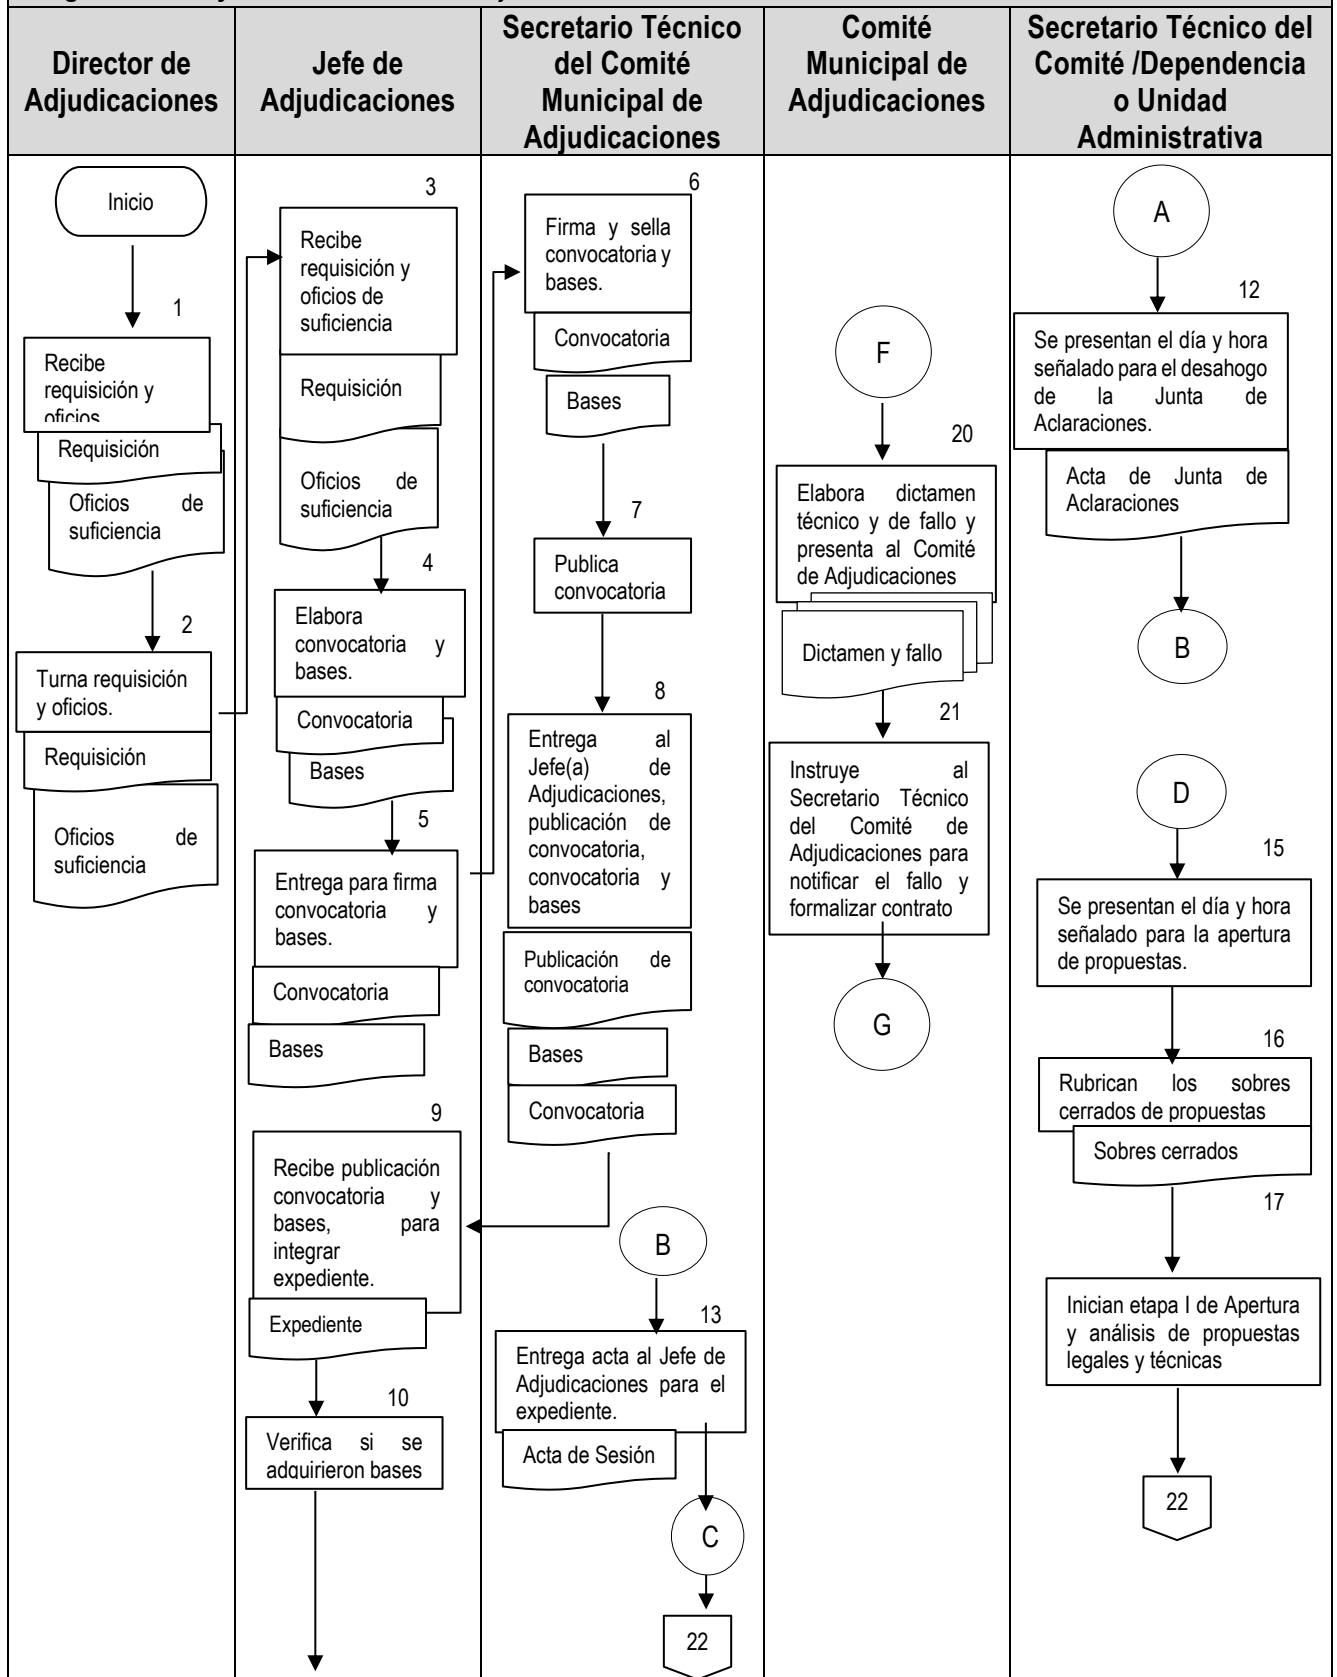 Director de
Adjudicaciones
Jefe de
Adjudicaciones
Secretario Técnico
del Comité
Municipal de
Adjudicaciones
Comité
Municipal de
Adjudicaciones
Secretario Técnico del
Comité /Dependencia
o Unidad
Administrativa
Inicio
1
Recibe
requisición y
oficios
Requisición
Oficios de
suficiencia
2
Turna requisición
y oficios.
Requisición
Oficios de
suficiencia
3
Recibe
requisición y
oficios de
suficiencia
Requisición
Oficios de
suficiencia
4
Elabora
convocatoria y
bases.
Convocatoria
Bases
5
Entrega para firma
convocatoria y
bases.
Convocatoria
Bases
9
Recibe publicación
convocatoria y
bases, para
integrar
expediente.
Expediente
10
Verifica si se
adquirieron bases
6
Firma y sella
convocatoria y
bases.
Convocatoria
Bases
7
Publica
convocatoria
8
Entrega al
Jefe(a) de
Adjudicaciones,
publicación de
convocatoria,
convocatoria y
bases
Publicación de
convocatoria
Bases
Convocatoria
B
13
Entrega acta al Jefe de
Adjudicaciones para el
expediente.
Acta de Sesión
C
22
F
20
Elabora dictamen
técnico y de fallo y
presenta al Comité
de Adjudicaciones
Dictamen y fallo
21
Instruye al
Secretario Técnico
del Comité de
Adjudicaciones para
notificar el fallo y
formalizar contrato
G
A
12
Se presentan el día y hora
señalado para el desahogo
de la Junta de
Aclaraciones.
Acta de Junta de
Aclaraciones
B
D
15
Se presentan el día y hora
señalado para la apertura
de propuestas.
16
Rubrican los sobres
cerrados de propuestas
Sobres cerrados
17
Inician etapa I de Apertura
y análisis de propuestas
legales y técnicas
22